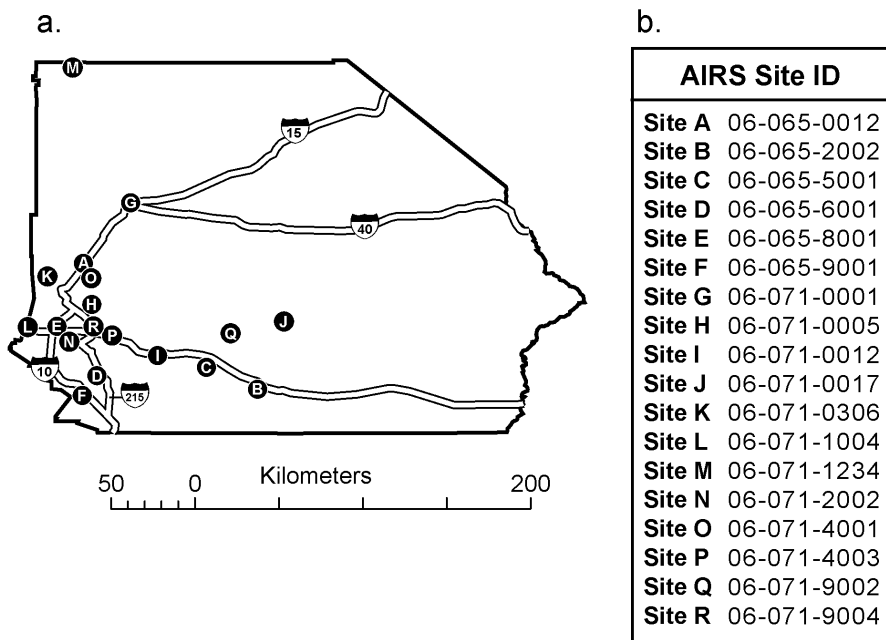 a.
M
15
G
40
A
K
O
H
L
E
R
J
P
Q
N
I
10
C
D
B
F
215
Kilometers
50 0 200
b.
AIRS Site ID
Site A 06-065-0012
Site B 06-065-2002
Site C 06-065-5001
Site D 06-065-6001
Site E 06-065-8001
Site F 06-065-9001
Site G 06-071-0001
Site H 06-071-0005
Site I 06-071-0012
Site J 06-071-0017
Site K 06-071-0306
Site L 06-071-1004
Site M 06-071-1234
Site N 06-071-2002
Site O 06-071-4001
Site P 06-071-4003
Site Q 06-071-9002
Site R 06-071-9004